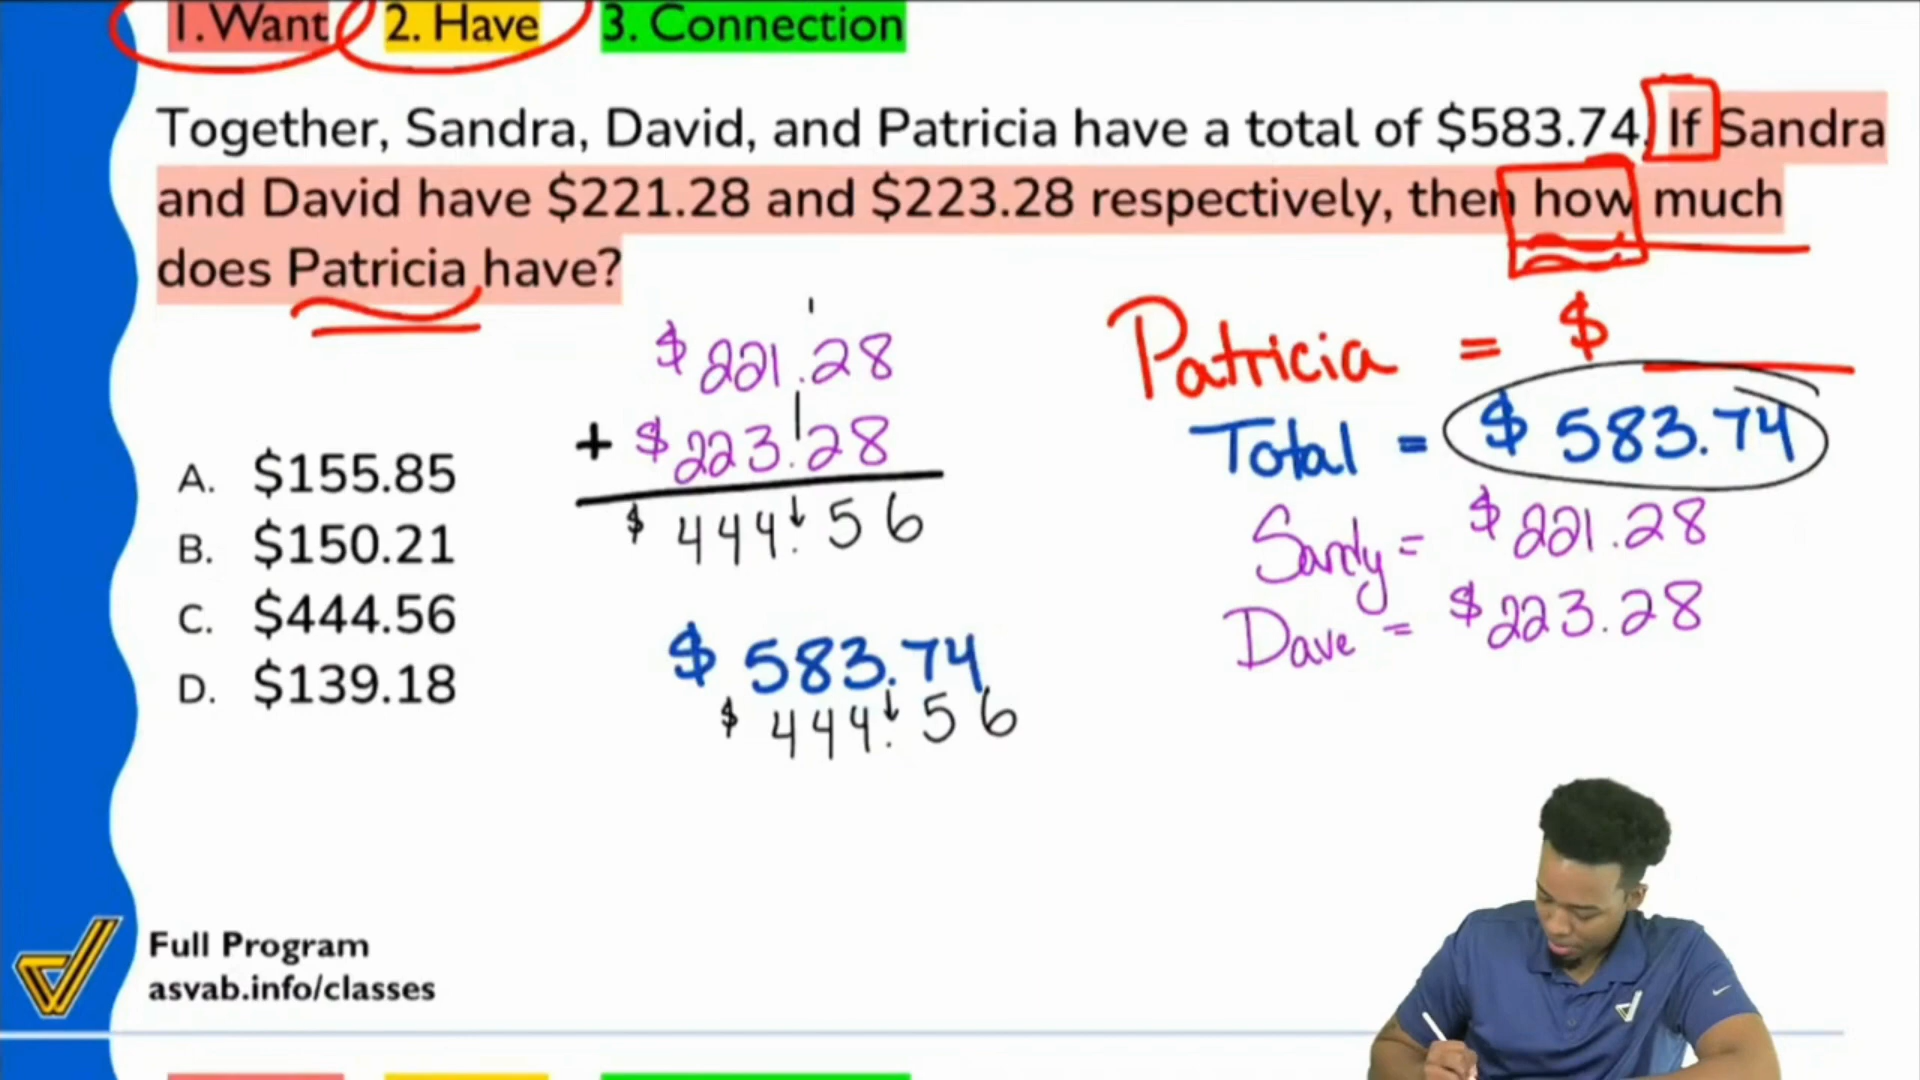 1. Want 2. Have 3. Connection
Together, Sandra, David, and Patricia have a total of $583.74. If Sandra
and David have $221.28 and $223.28 respectively, then how much
does Patricia have?
A. $155.85
B. $150.21
C. $444.56
D. $139.18
1
$221.28
+ $223.28
$444.56
$583.74
$444.56
Patricia = $
Total = $583.74
Sandy = $221.28
Dave = $223.28
Full Program
asvab.info/classes